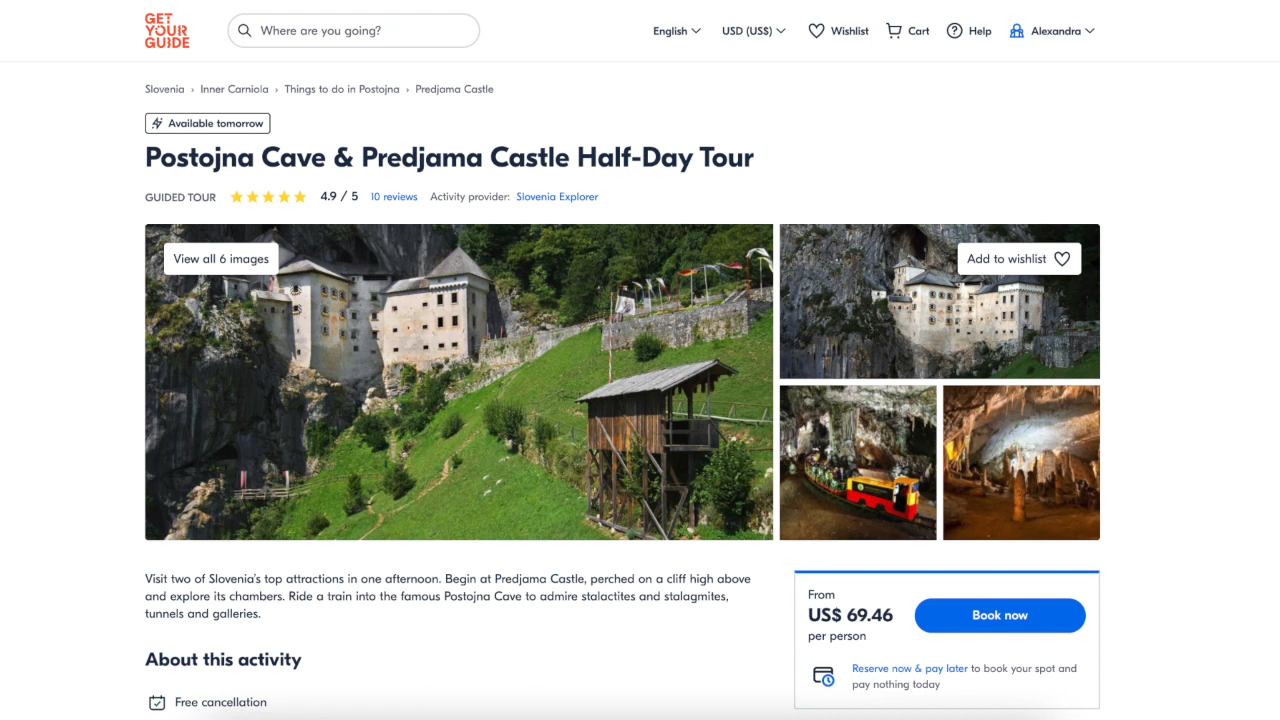 GET
YOUR
GUIDE
Where are you going?
English
USD (US$)
Wishlist
Cart
Help
Alexandra
Slovenia › Inner Carniola › Things to do in Postojna › Predjama Castle
Available tomorrow
Postojna Cave & Predjama Castle Half-Day Tour
GUIDED TOUR
4.9 / 5
10 reviews
Activity provider: Slovenia Explorer
View all 6 images
Add to wishlist
Visit two of Slovenia's top attractions in one afternoon. Begin at Predjama Castle, perched on a cliff high above
and explore its chambers. Ride a train into the famous Postojna Cave to admire stalactites and stalagmites,
tunnels and galleries.
About this activity
Free cancellation
From
US$ 69.46
per person
Book now
Reserve now & pay later to book your spot and
pay nothing today